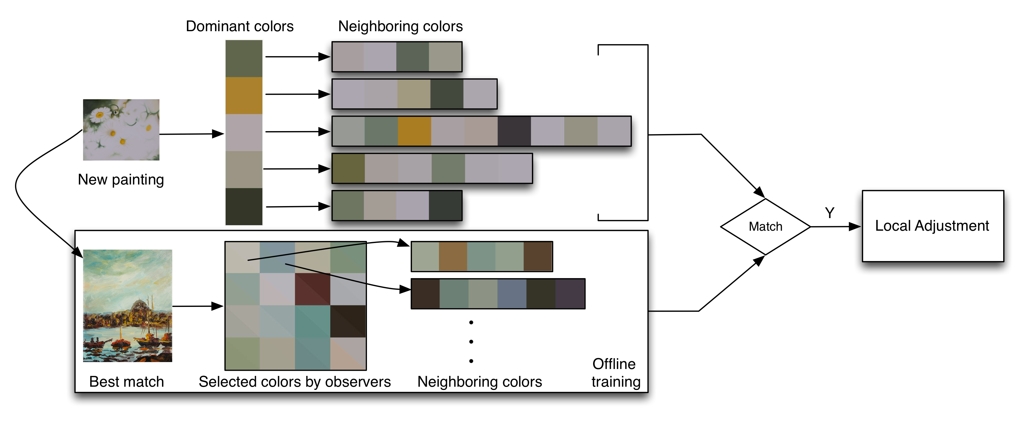 Dominant colors
Neighboring colors
New painting
Match
Y
Local Adjustment
Best match
Selected colors by observers
Neighboring colors
Offline
training